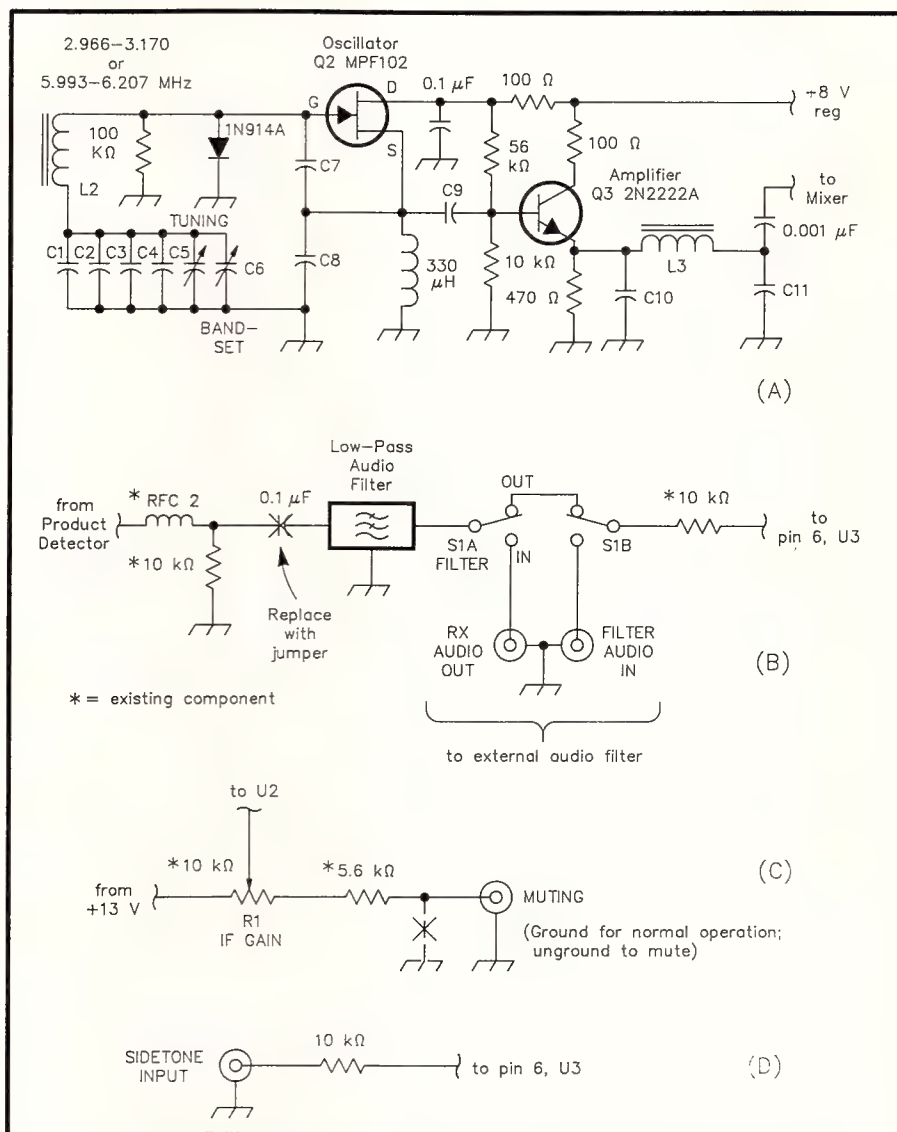 2.966–3.170
or
5.993–6.207 MHz
Oscillator
Q2 MPF102
G
D
S
0.1 µF
100 Ω
+8 V
reg
100
KΩ
1N914A
L2
C7
56
kΩ
100 Ω
Amplifier
Q3 2N2222A
to
Mixer
0.001 µF
TUNING
C9
C1
C2
C3
C4
C5
C6
C8
330
µH
10 kΩ
470 Ω
C10
L3
C11
BAND-
SET
(A)
Low-Pass
Audio
Filter
from
Product
Detector
* RFC 2
0.1 µF
OUT
*10 kΩ
to
pin 6, U3
*10 kΩ
S1A
FILTER
IN
S1B
Replace
with
jumper
RX
AUDIO
OUT
FILTER
AUDIO
IN
(B)
* = existing component
to external audio filter
to U2
*10 kΩ
*5.6 kΩ
from
+13 V
R1
IF GAIN
MUTING
(Ground for normal operation;
unground to mute)
(C)
SIDETONE
INPUT
10 kΩ
to pin 6, U3
(D)